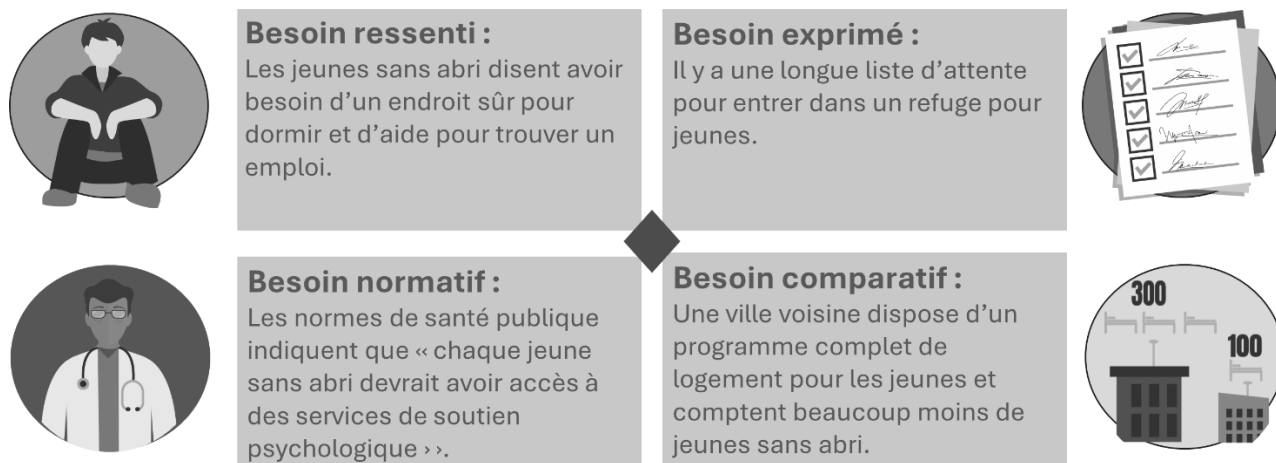 Besoin ressenti :
Les jeunes sans abri disent avoir
besoin d’un endroit sûr pour
dormir et d’aide pour trouver un
emploi.
Besoin exprimé :
Il y a une longue liste d’attente
pour entrer dans un refuge pour
jeunes.
Besoin normatif :
Les normes de santé publique
indiquent que « chaque jeune
sans abri devrait avoir accès à
des services de soutien
psychologique › ›.
Besoin comparatif :
Une ville voisine dispose d’un
programme complet de
logement pour les jeunes et
comptent beaucoup moins de
jeunes sans abri.
300
100